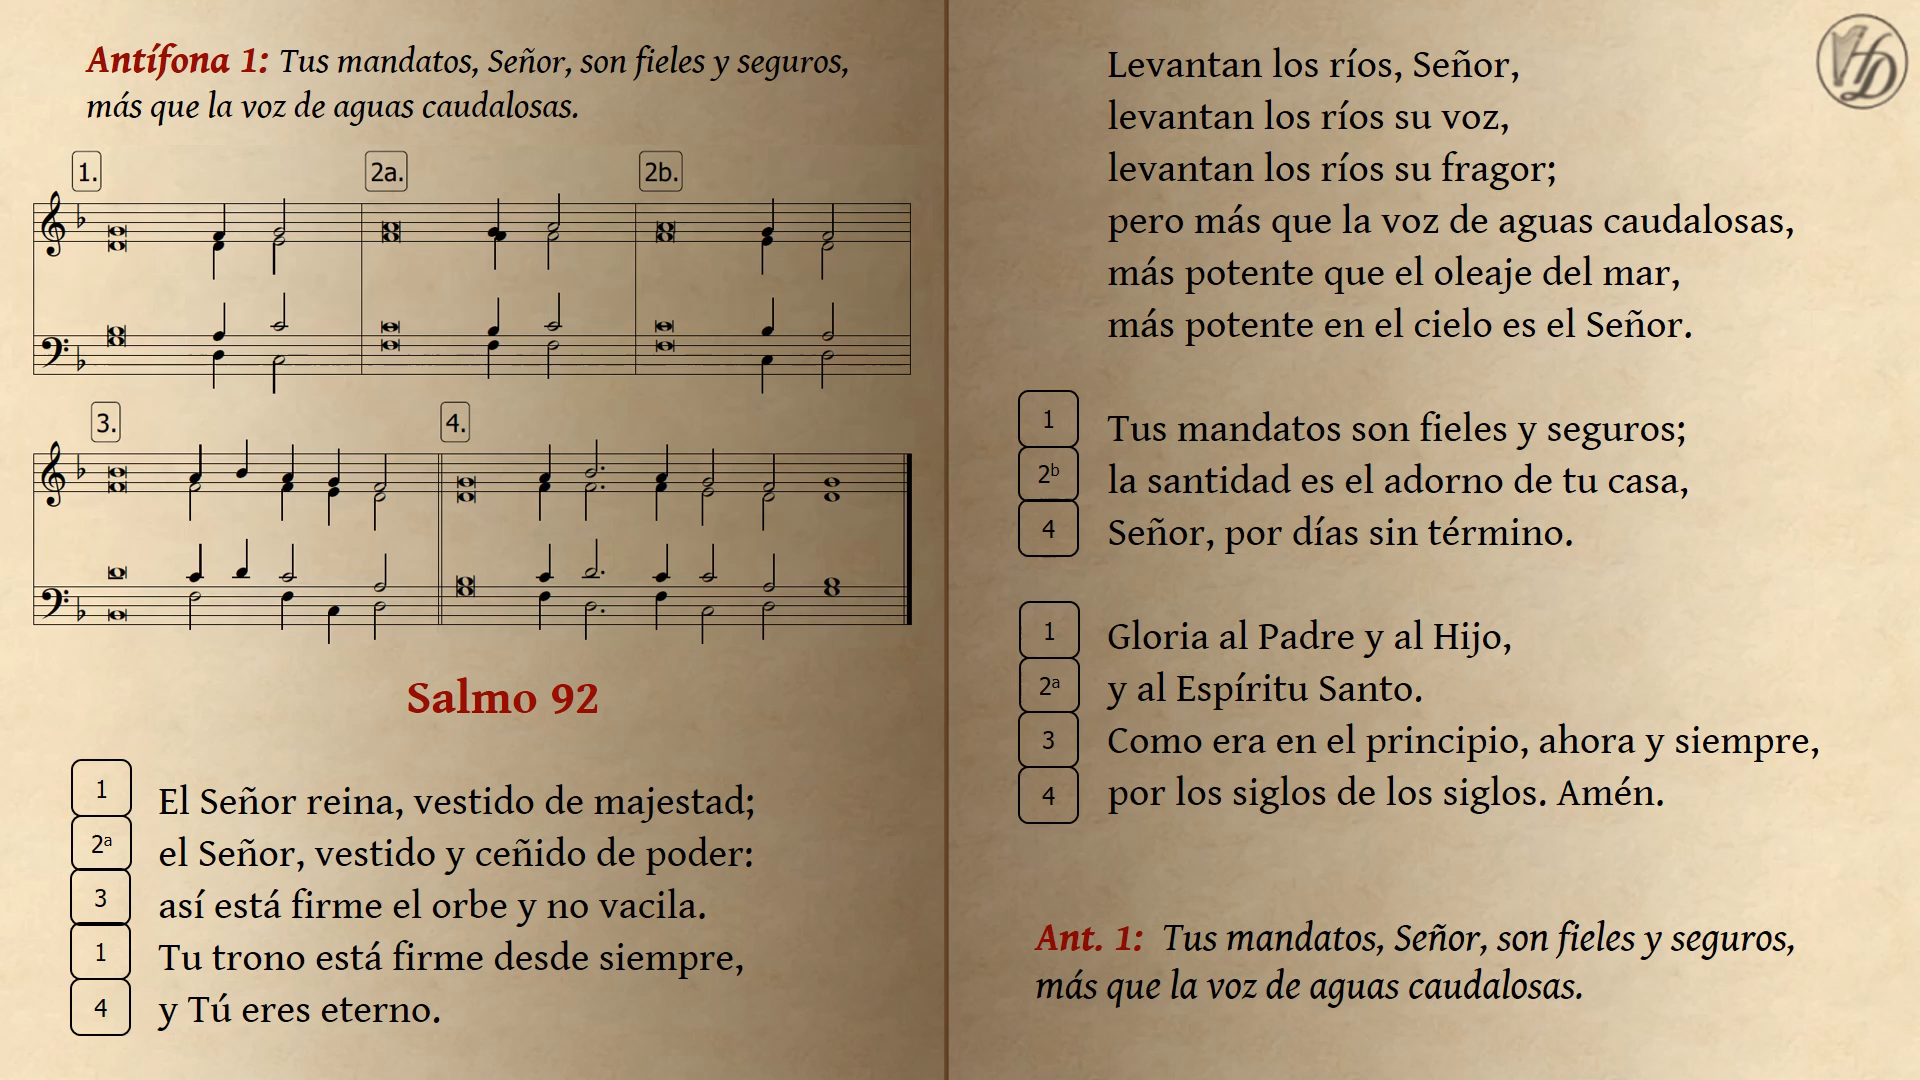 Antífona 1: Tus mandatos, Señor, son fieles y seguros,
más que la voz de aguas caudalosas.
1.
2a.
2b.
3.
4.
Salmo 92
1 El Señor reina, vestido de majestad;
2ª el Señor, vestido y ceñido de poder:
3 así está firme el orbe y no vacila.
1 Tu trono está firme desde siempre,
4 y Tú eres eterno.
Levantan los ríos, Señor,
levantan los ríos su voz,
levantan los ríos su fragor;
pero más que la voz de aguas caudalosas,
más potente que el oleaje del mar,
más potente en el cielo es el Señor.
1 Tus mandatos son fieles y seguros;
2ᵇ la santidad es el adorno de tu casa,
4 Señor, por días sin término.
1 Gloria al Padre y al Hijo,
2ª y al Espíritu Santo.
3 Como era en el principio, ahora y siempre,
4 por los siglos de los siglos. Amén.
Ant. 1: Tus mandatos, Señor, son fieles y seguros,
más que la voz de aguas caudalosas.
HD